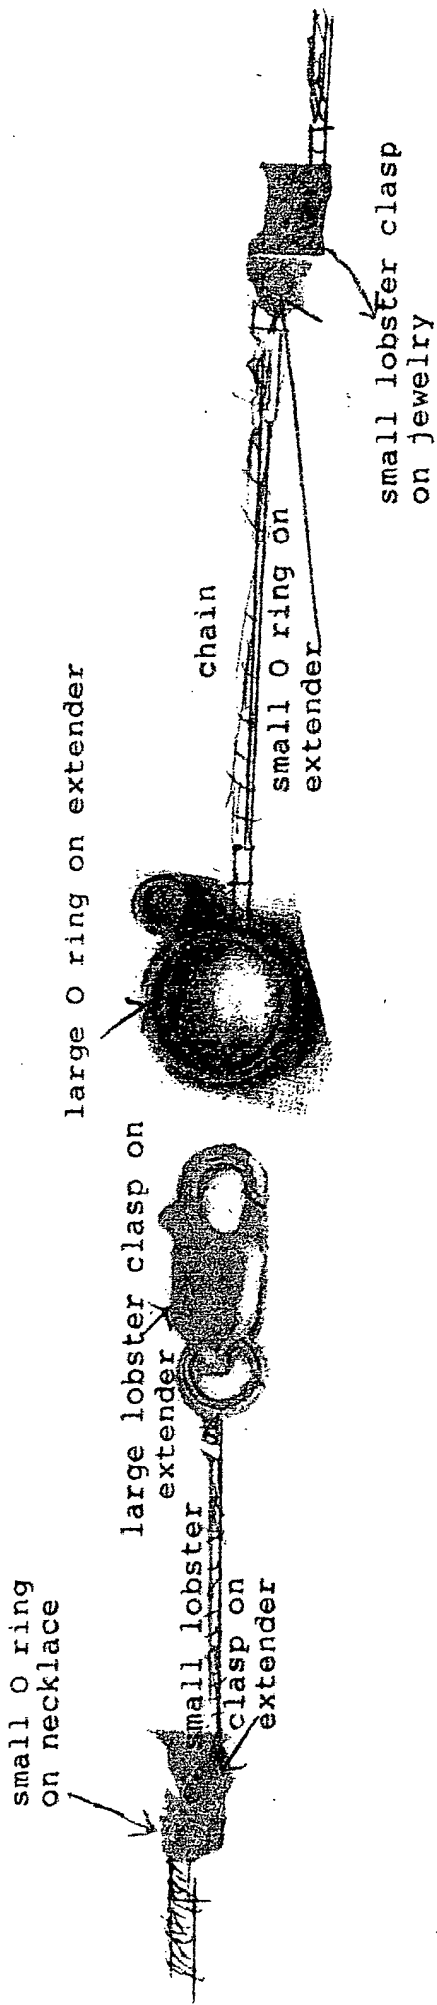 small O ring
on necklace
small lobster
clasp on
extender
large lobster clasp on
extender
large O ring on extender
chain
small O ring on
extender
small lobster clasp
on jewelry